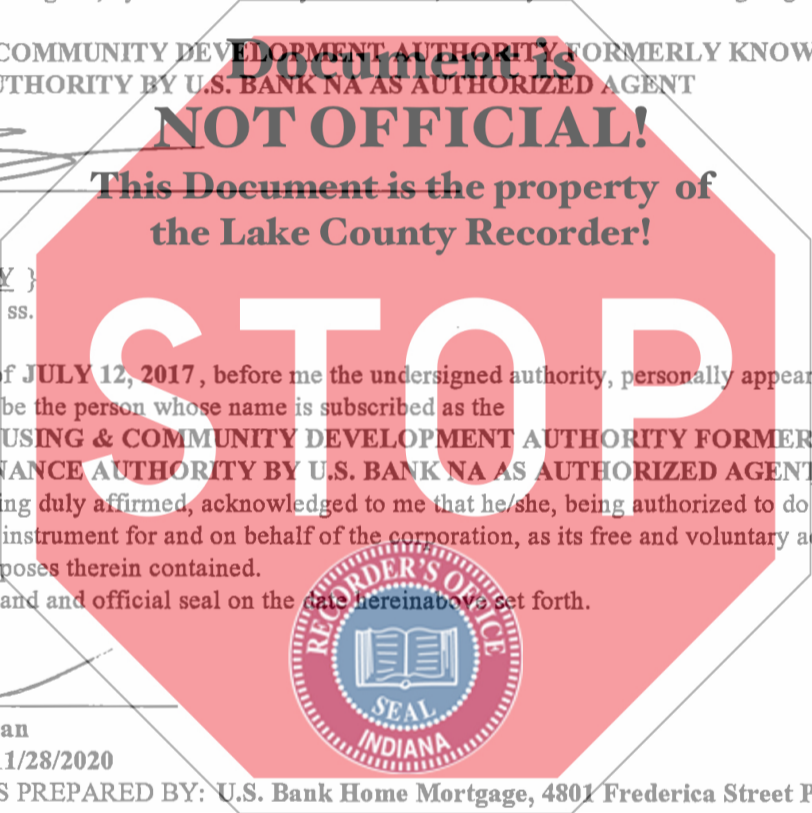 COMMUNITY DEVELOPMENT AUTHORITY FORMERLY KNOW
THORITY BY U.S. BANK NA AS AUTHORIZED AGENT
Document is
NOT OFFICIAL!
This Document is the property of
the Lake County Recorder!
Y }
ss.
STOP
of JULY 12, 2017, before me the undersigned authority, personally appear
be the person whose name is subscribed as the
USING & COMMUNITY DEVELOPMENT AUTHORITY FORMER
NANCE AUTHORITY BY U.S. BANK NA AS AUTHORIZED AGENT
ing duly affirmed, acknowledged to me that he/she, being authorized to do
instrument for and on behalf of the corporation, as its free and voluntary a
poses therein contained.
and and official seal on the date hereinabove set forth.
RECORDER'S OFFICE
SEAL
INDIANA
an
11/28/2020
S PREPARED BY: U.S. Bank Home Mortgage, 4801 Frederica Street P